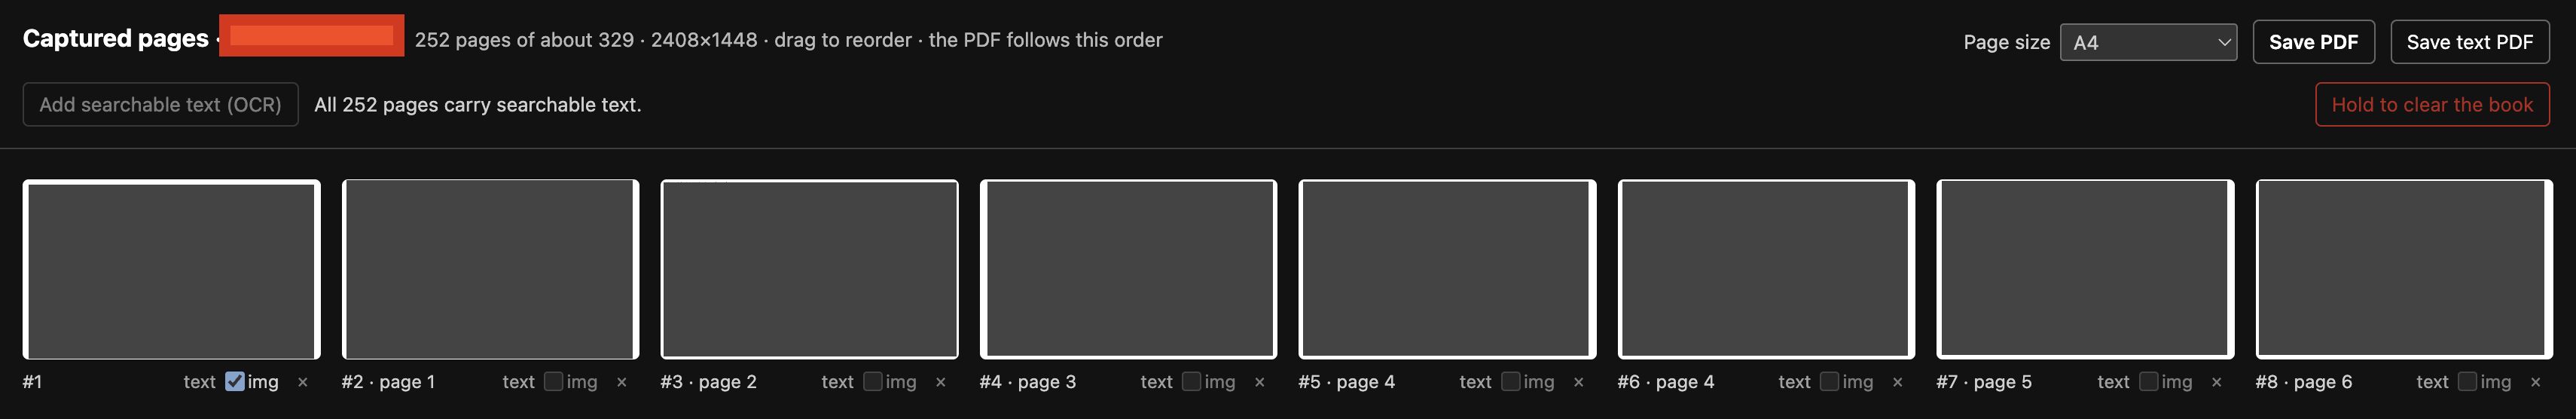 Captured pages · 252 pages of about 329 · 2408×1448 · drag to reorder · the PDF follows this order Page size A4 Save PDF Save text PDF
Add searchable text (OCR) All 252 pages carry searchable text. Hold to clear the book
#1 text img × #2 · page 1 text img × #3 · page 2 text img × #4 · page 3 text img × #5 · page 4 text img × #6 · page 4 text img × #7 · page 5 text img × #8 · page 6 text img ×